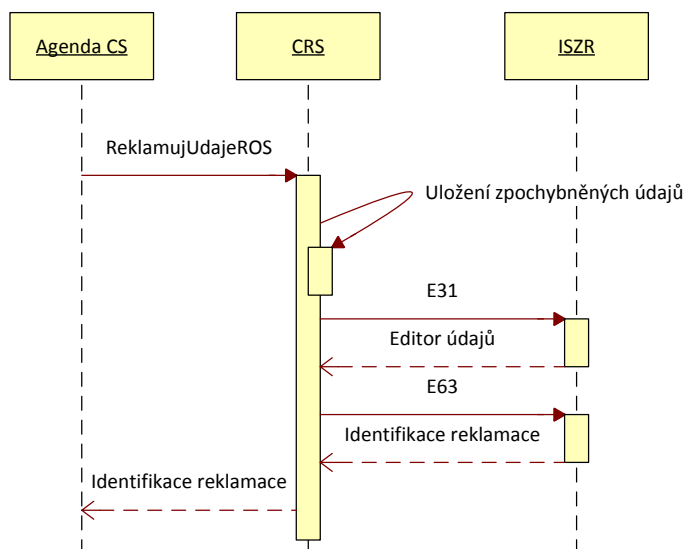 Agenda CS
CRS
ISZR
ReklamujUdajeROS
Uložení zpochybněných údajů
E31
Editor údajů
E63
Identifikace reklamace
Identifikace reklamace